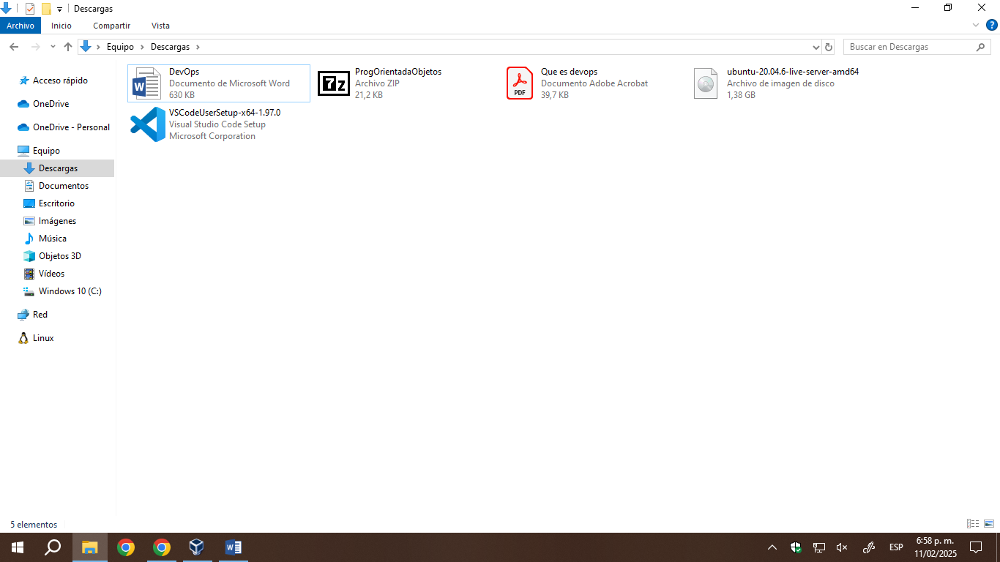 Descargas
Archivo Inicio Compartir Vista
Equipo Descargas
Buscar en Descargas
Acceso rápido
OneDrive
OneDrive - Personal
Equipo
Descargas
Documentos
Escritorio
Imágenes
Música
Objetos 3D
Vídeos
Windows 10 (C:)
Red
Linux
DevOps
Documento de Microsoft Word
630 KB
ProgOrientadaObjetos
Archivo ZIP
21,2 KB
Que es devops
Documento Adobe Acrobat
39,7 KB
ubuntu-20.04.6-live-server-amd64
Archivo de imagen de disco
1,38 GB
VSCodeUserSetup-x64-1.97.0
Visual Studio Code Setup
Microsoft Corporation
W
7z
PDF
5 elementos
W
ESP
6:58 p. m.
11/02/2025